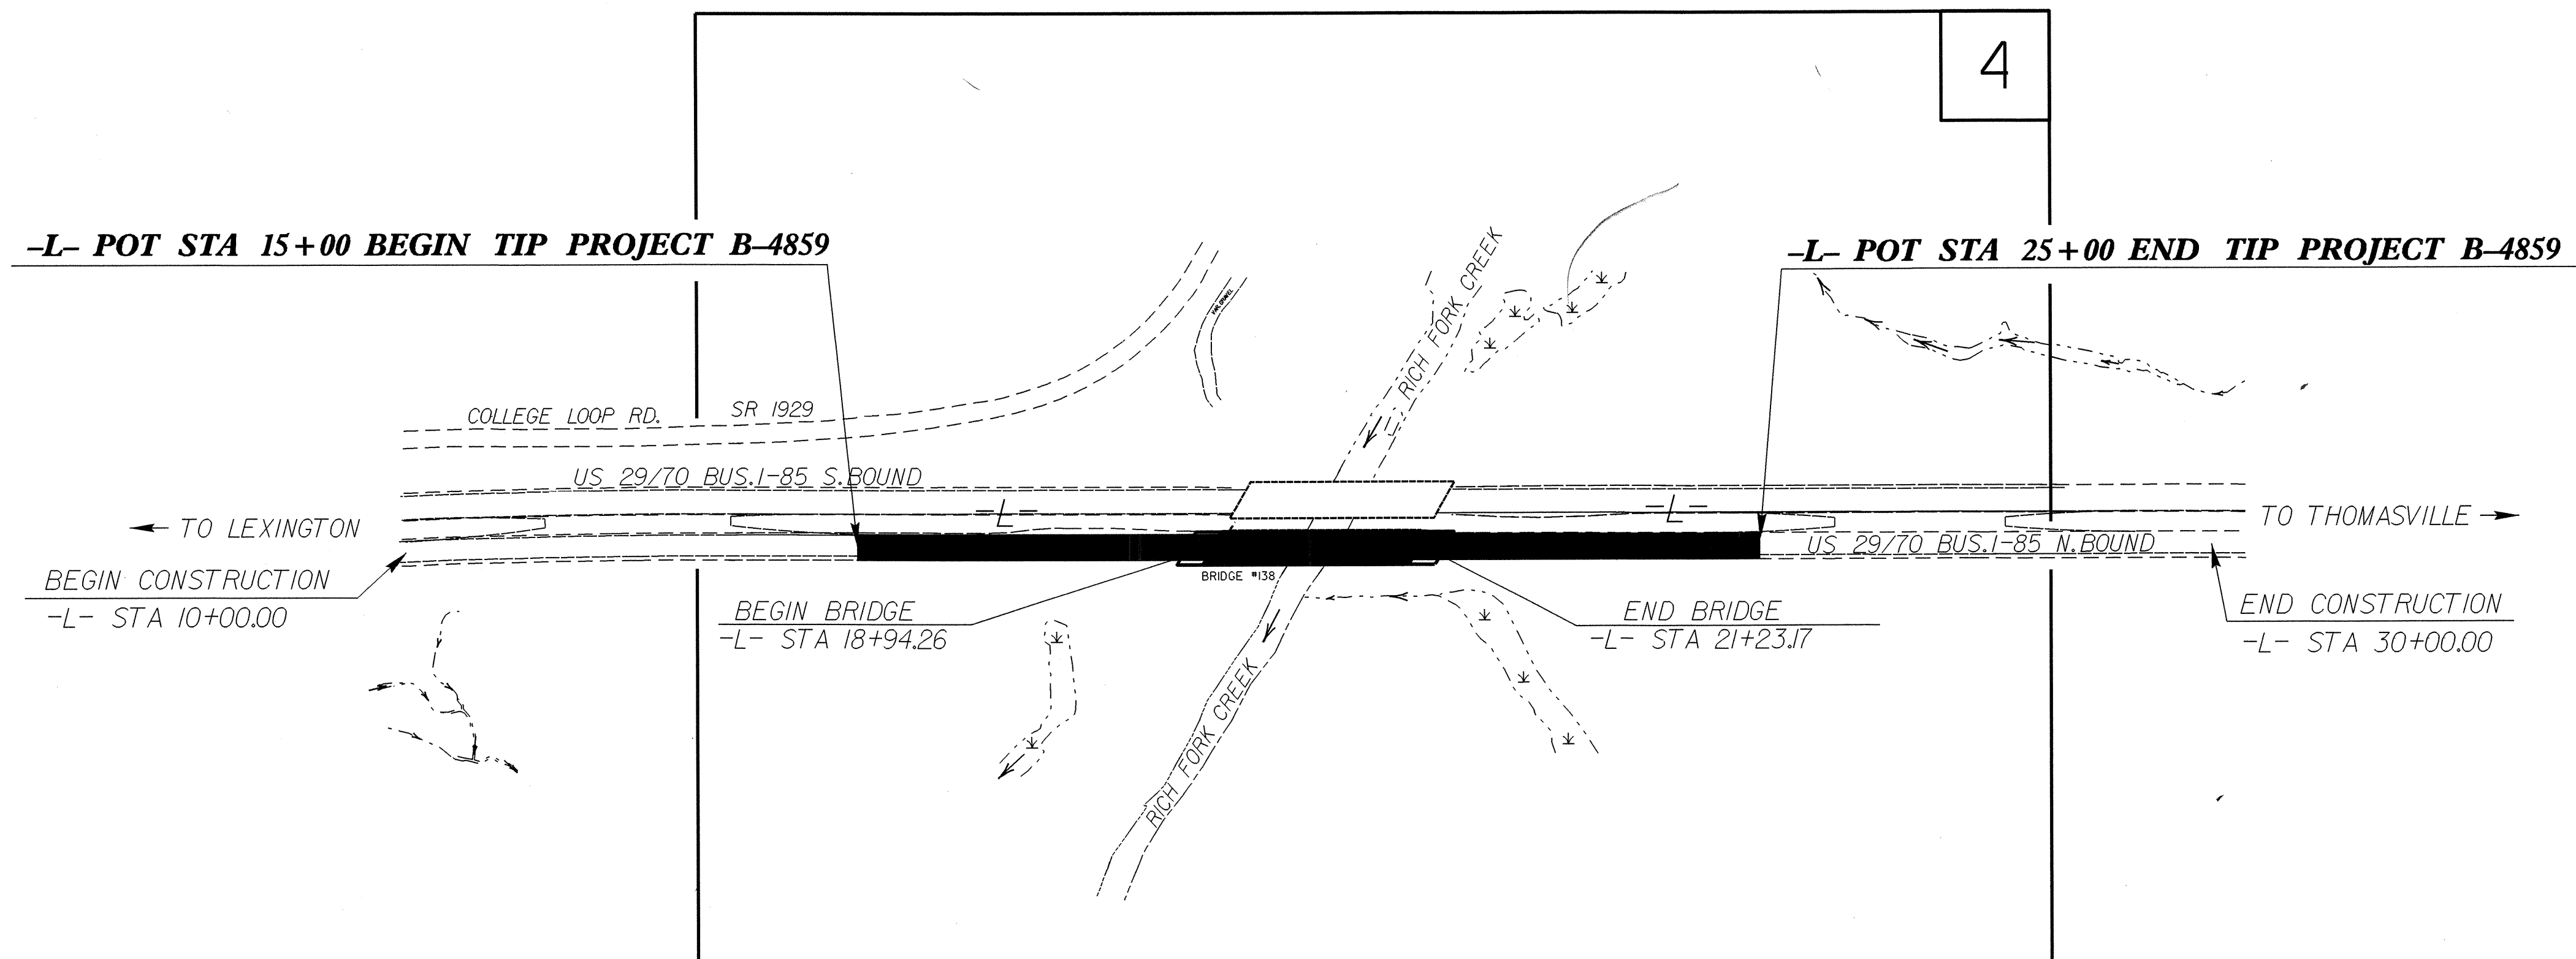 4
-L- POT STA 15+00 BEGIN TIP PROJECT B-4859
-L- POT STA 25+00 END TIP PROJECT B-4859
RICH FORK CREEK
COLLEGE LOOP RD. SR 1929
US 29/70 BUS.I-85 S.BOUND
-L-
-L-
TO LEXINGTON
TO THOMASVILLE
US 29/70 BUS.I-85 N.BOUND
BEGIN CONSTRUCTION
-L- STA 10+00.00
BRIDGE #138
BEGIN BRIDGE
-L- STA 18+94.26
END BRIDGE
-L- STA 21+23.17
END CONSTRUCTION
-L- STA 30+00.00
RICH FORK CREEK